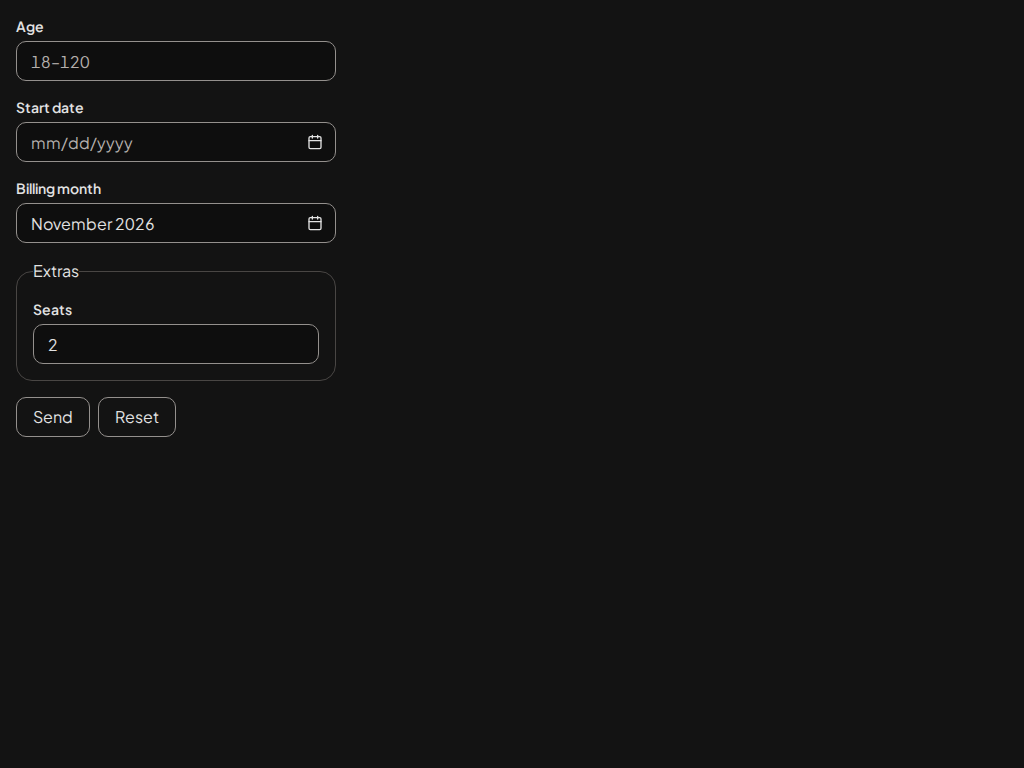 Age
18–120
Start date
mm/dd/yyyy
Billing month
November 2026
Extras
Seats
2
Send Reset